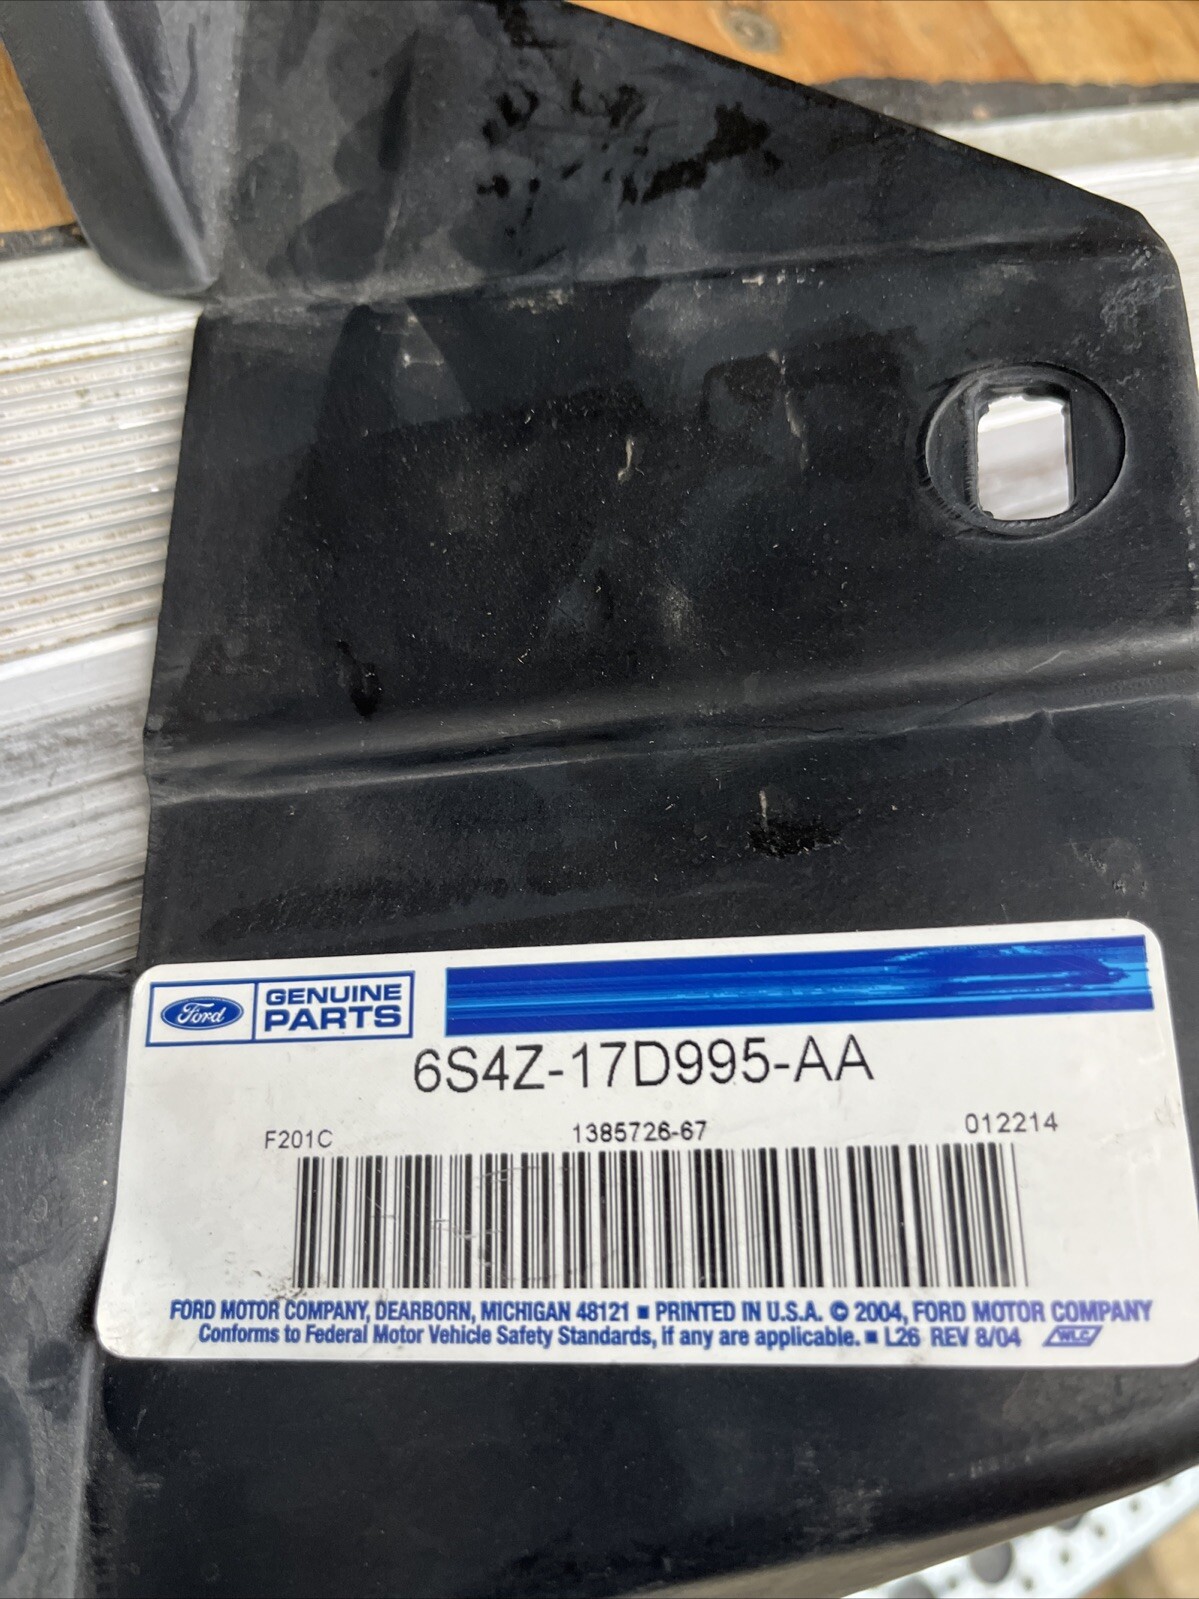 Ford GENUINE PARTS
6S4Z-17D995-AA
F201C 1385726-67 012214
FORD MOTOR COMPANY, DEARBORN, MICHIGAN 48121 ■ PRINTED IN U.S.A. © 2004, FORD MOTOR COMPANY
Conforms to Federal Motor Vehicle Safety Standards, if any are applicable. ■ L26 REV 8/04 WLC